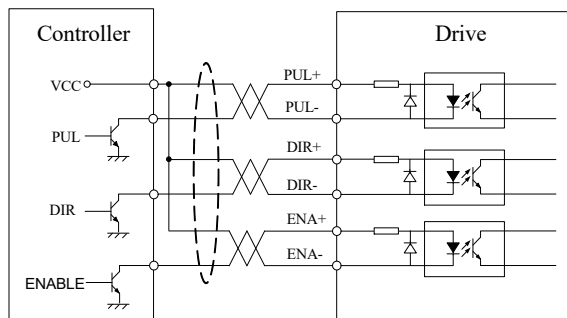 Controller
Drive
VCC
PUL+
PUL
PUL-
DIR+
DIR
DIR-
ENA+
ENABLE
ENA-